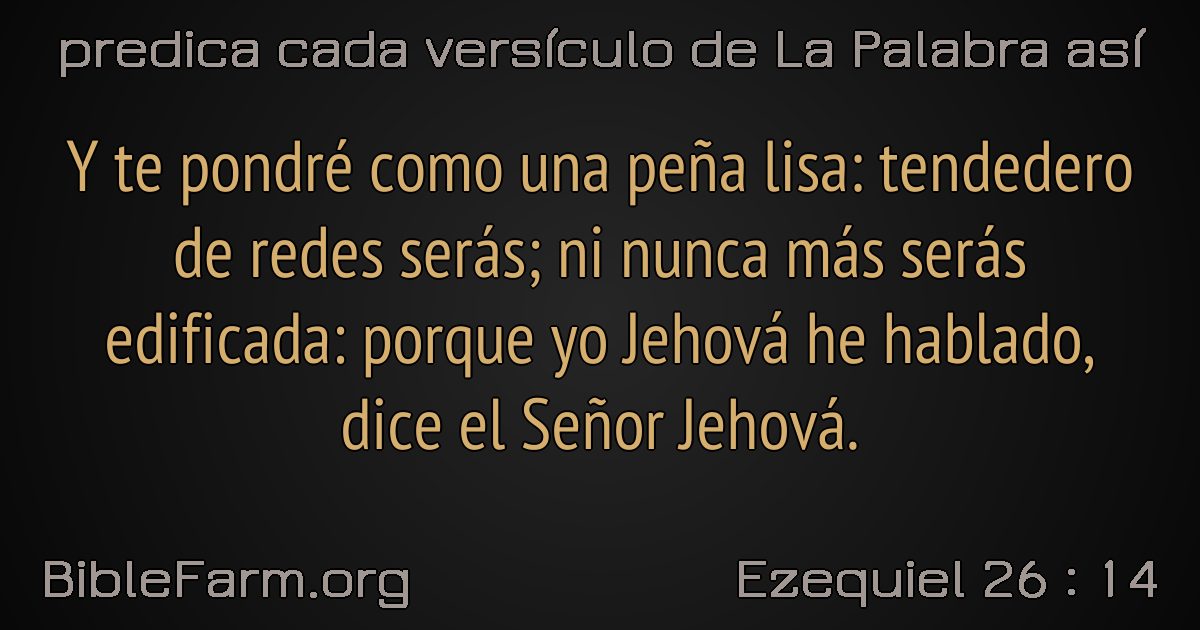 predica cada versículo de La Palabra así
Y te pondré como una peña lisa: tendedero
de redes serás; ni nunca más serás
edificada: porque yo Jehová he hablado,
dice el Señor Jehová.
BibleFarm.org
Ezequiel 26 : 14